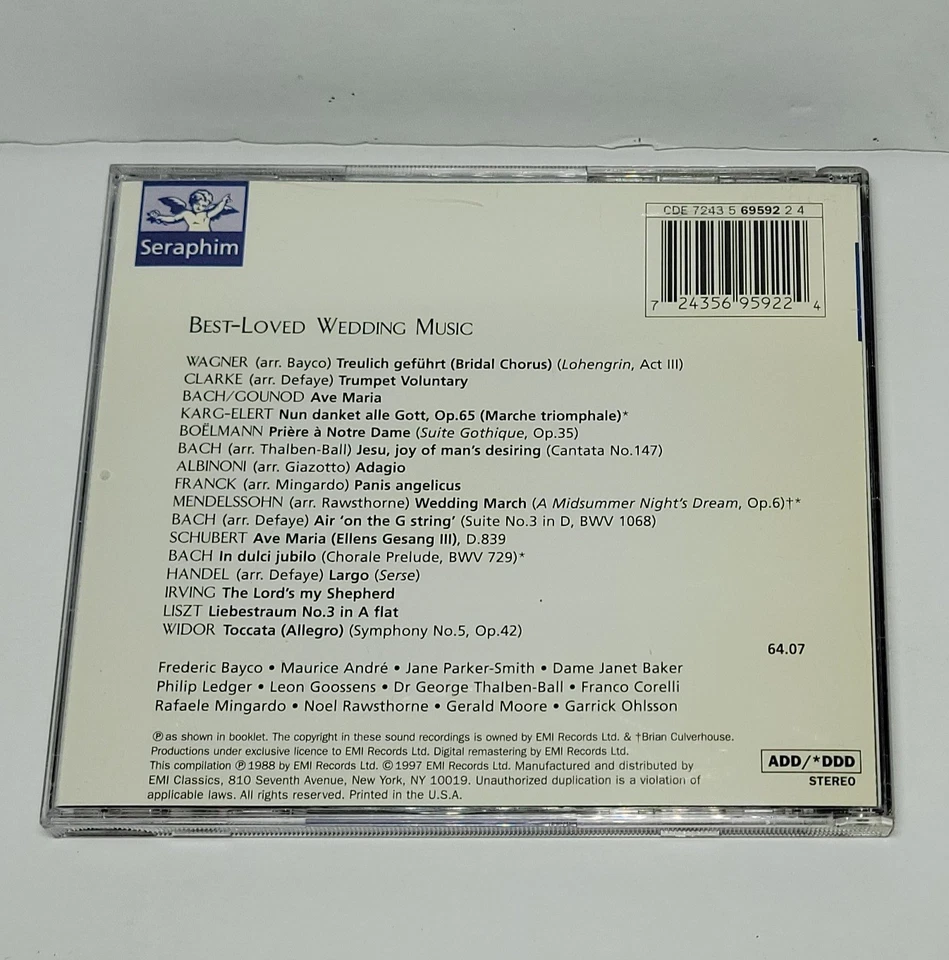 Seraphim
CDE 7243 5 69592 2 4
7 24356 95922 4
BEST-LOVED WEDDING MUSIC
WAGNER (arr. Bayco) Treulich geführt (Bridal Chorus) (Lohengrin, Act III)
CLARKE (arr. Defaye) Trumpet Voluntary
BACH/GOUNOD Ave Maria
KARG-ELERT Nun danket alle Gott, Op.65 (Marche triomphale)*
BOËLMANN Prière à Notre Dame (Suite Gothique, Op.35)
BACH (arr. Thalben-Ball) Jesu, joy of man's desiring (Cantata No.147)
ALBINONI (arr. Giazotto) Adagio
FRANCK (arr. Mingardo) Panis angelicus
MENDELSSOHN (arr. Rawsthorne) Wedding March (A Midsummer Night's Dream, Op.6)†*
BACH (arr. Defaye) Air 'on the G string' (Suite No.3 in D, BWV 1068)
SCHUBERT Ave Maria (Ellens Gesang III), D.839
BACH In dulci jubilo (Chorale Prelude, BWV 729)*
HANDEL (arr. Defaye) Largo (Serse)
IRVING The Lord's my Shepherd
LISZT Liebestraum No.3 in A flat
WIDOR Toccata (Allegro) (Symphony No.5, Op.42)
64.07
Frederic Bayco • Maurice André • Jane Parker-Smith • Dame Janet Baker
Philip Ledger • Leon Goossens • Dr George Thalben-Ball • Franco Corelli
Rafaele Mingardo • Noel Rawsthorne • Gerald Moore • Garrick Ohlsson
℗ as shown in booklet. The copyright in these sound recordings is owned by EMI Records Ltd. & †Brian Culverhouse.
Productions under exclusive licence to EMI Records Ltd. Digital remastering by EMI Records Ltd.
This compilation ℗ 1988 by EMI Records Ltd. © 1997 EMI Records Ltd. Manufactured and distributed by
EMI Classics, 810 Seventh Avenue, New York, NY 10019. Unauthorized duplication is a violation of
applicable laws. All rights reserved. Printed in the U.S.A.
ADD/*DDD
STEREO